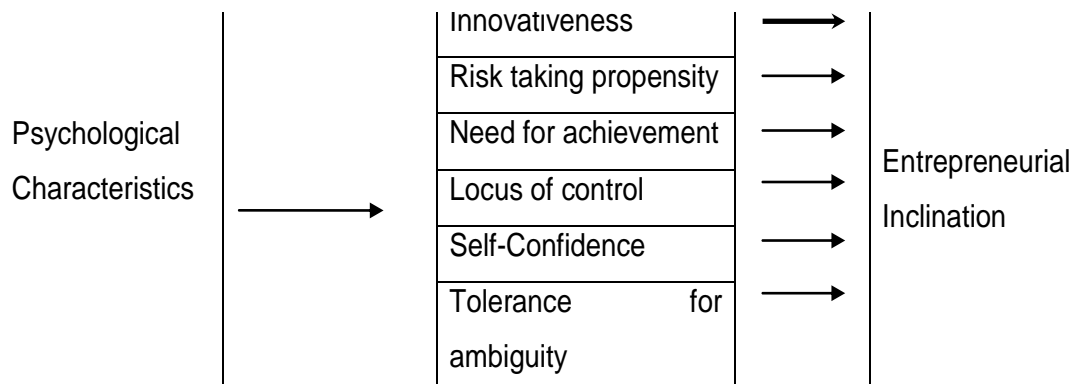 Psychological
Characteristics
Innovativeness
Risk taking propensity
Need for achievement
Locus of control
Self-Confidence
Tolerance for
ambiguity
Entrepreneurial
Inclination